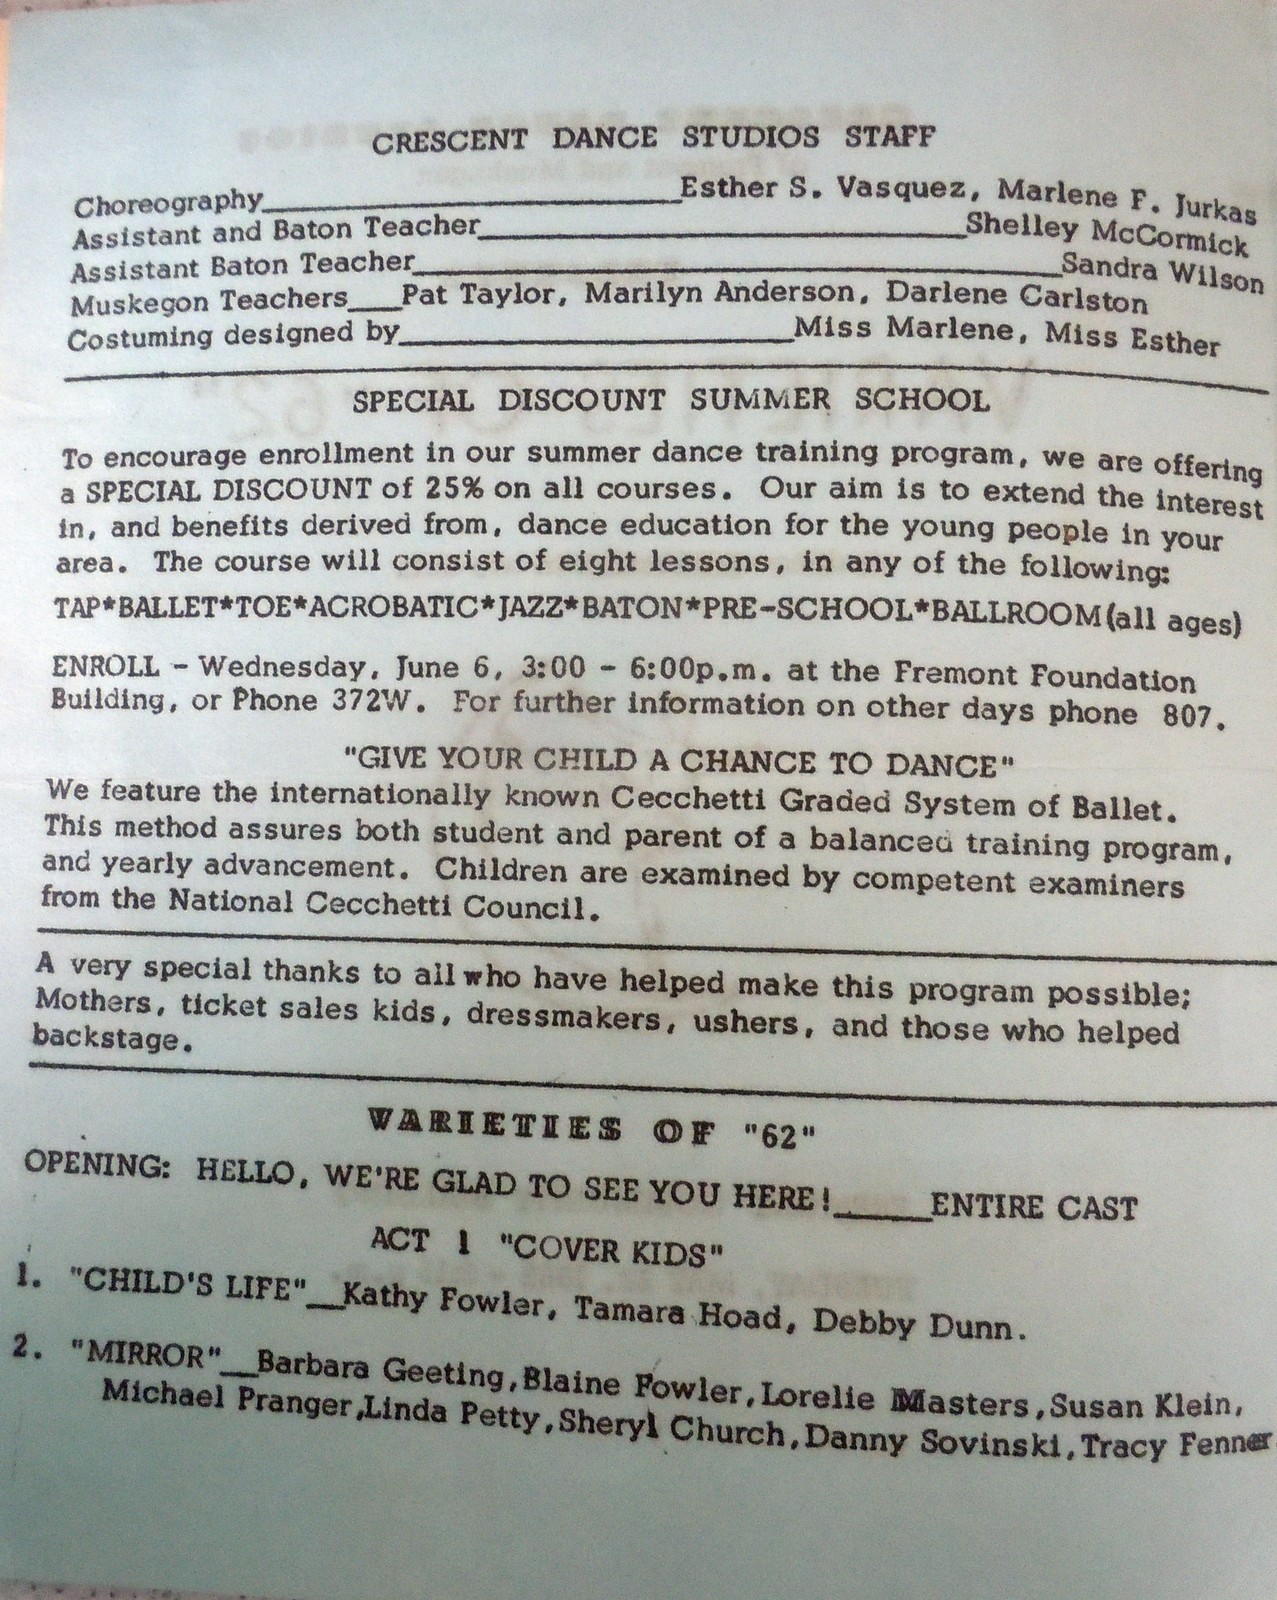 CRESCENT DANCE STUDIOS STAFF
Choreography____Esther S. Vasquez, Marlene F. Jurkas
Assistant and Baton Teacher____Shelley McCormick
Assistant Baton Teacher____Sandra Wilson
Muskegon Teachers___Pat Taylor, Marilyn Anderson, Darlene Carlston
Costuming designed by____Miss Marlene, Miss Esther
SPECIAL DISCOUNT SUMMER SCHOOL
To encourage enrollment in our summer dance training program, we are offering
a SPECIAL DISCOUNT of 25% on all courses. Our aim is to extend the interest
in, and benefits derived from, dance education for the young people in your
area. The course will consist of eight lessons, in any of the following:
TAP*BALLET*TOE*ACROBATIC*JAZZ*BATON*PRE-SCHOOL*BALLROOM(all ages)
ENROLL - Wednesday, June 6, 3:00 - 6:00p.m. at the Fremont Foundation
Building, or Phone 372W. For further information on other days phone 807.
"GIVE YOUR CHILD A CHANCE TO DANCE"
We feature the internationally known Cecchetti Graded System of Ballet.
This method assures both student and parent of a balanced training program,
and yearly advancement. Children are examined by competent examiners
from the National Cecchetti Council.
A very special thanks to all who have helped make this program possible;
Mothers, ticket sales kids, dressmakers, ushers, and those who helped
backstage.
VARIETIES OF "62"
OPENING: HELLO, WE'RE GLAD TO SEE YOU HERE!_____ENTIRE CAST
ACT 1 "COVER KIDS"
1. "CHILD'S LIFE"__Kathy Fowler, Tamara Hoad, Debby Dunn.
2. "MIRROR"__Barbara Geeting,Blaine Fowler,Lorelie Masters,Susan Klein,
Michael Pranger,Linda Petty,Sheryl Church,Danny Sovinski,Tracy Fenner